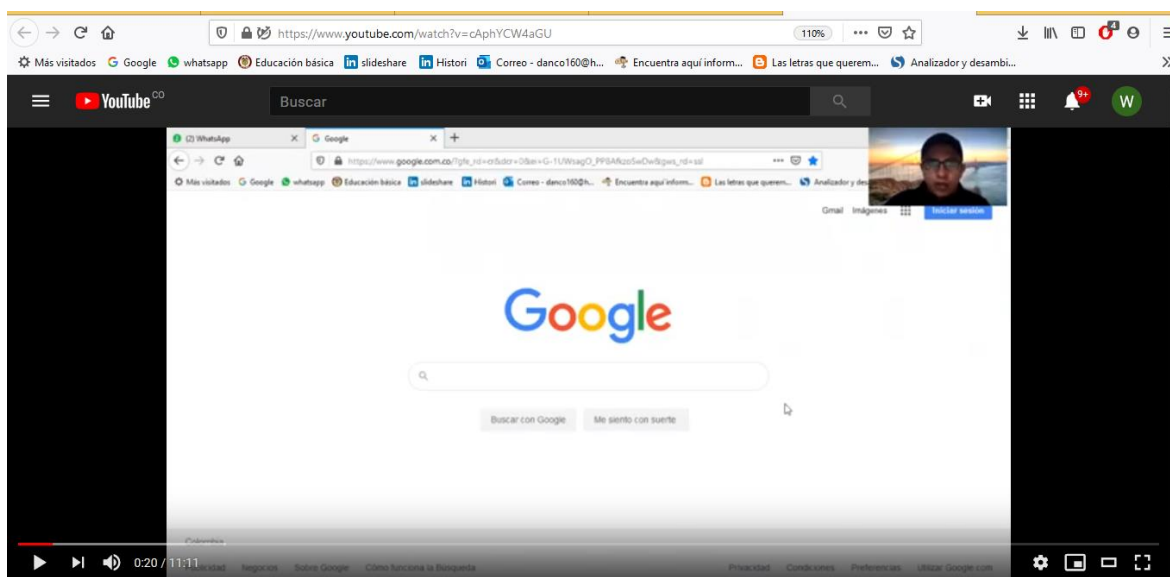 https://www.youtube.com/watch?v=cAphYCW4aGU 110%
Más visitados Google whatsapp Educación básica slideshare Histori Correo - danco160@h... Encuentra aquí inform... Las letras que querem... Analizador y desambi...
YouTube CO Buscar 9+ W
(2) WhatsApp Google
Más visitados Google whatsapp Educación básica slideshare Histori Correo - danco160@h... Encuentra aquí inform... Las letras que querem... Analizador y des
Gmail Imágenes Iniciar sesión
Google
Buscar con Google Me siento con suerte
Colombia
0:20 / 11:11
Publicidad Negocios Sobre Google Cómo funciona la Búsqueda Privacidad Condiciones Preferencias Utilizar Google.com